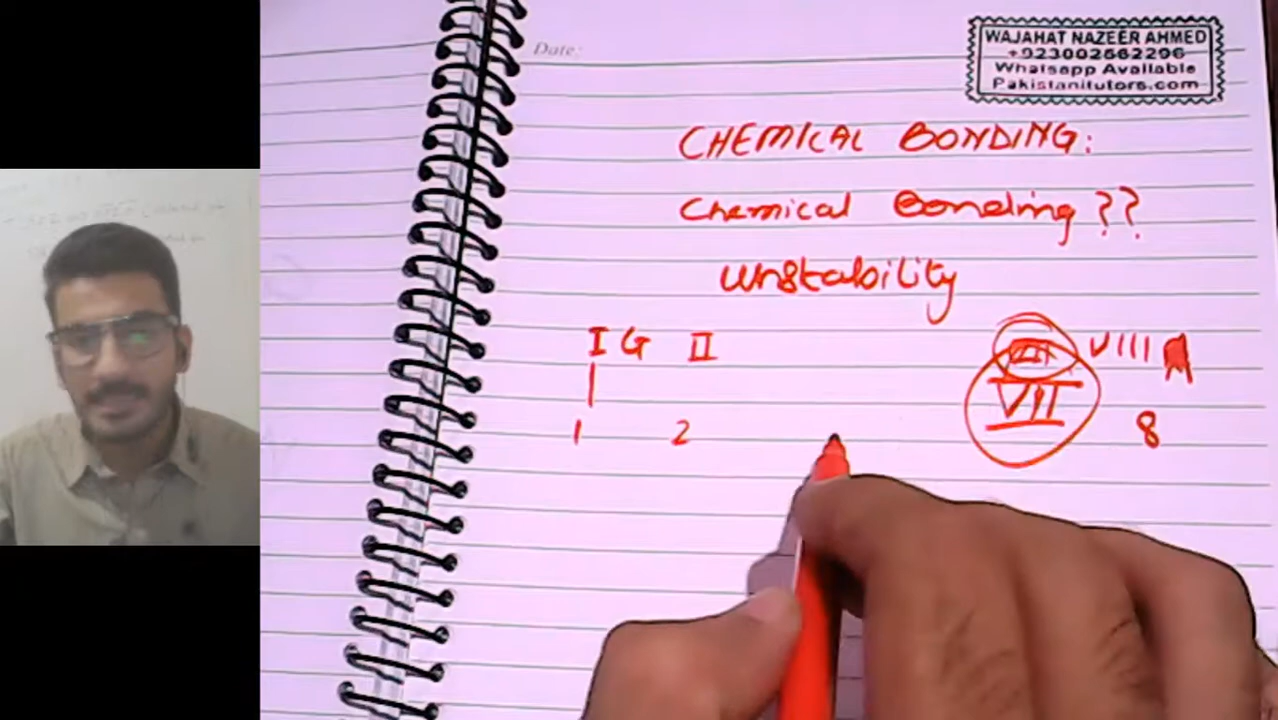 Date:
WAJAHAT NAZEER AHMED
+923002562296
Whatsapp Available
Pakistanitutors.com
CHEMICAL BONDING:
Chemical Bonding??
Unstability
I G II VIII
VII
1 2 8